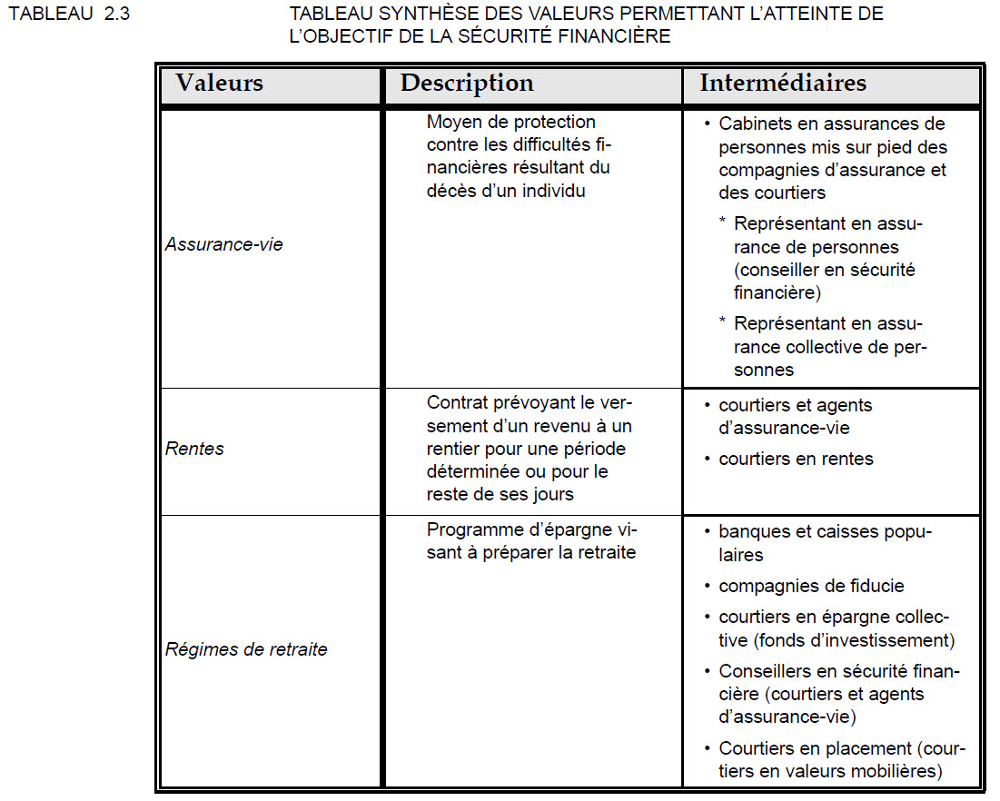 TABLEAU 2.3 TABLEAU SYNTHÈSE DES VALEURS PERMETTANT L'ATTEINTE DE
L'OBJECTIF DE LA SÉCURITÉ FINANCIÈRE
Valeurs Description Intermédiaires
Assurance-vie
Moyen de protection
contre les difficultés fi-
nancières résultant du
décès d'un individu
• Cabinets en assurances de
personnes mis sur pied des
compagnies d'assurance et
des courtiers
* Représentant en assu-
rance de personnes
(conseiller en sécurité
financière)
* Représentant en assu-
rance collective de per-
sonnes
Rentes
Contrat prévoyant le ver-
sement d'un revenu à un
rentier pour une période
déterminée ou pour le
reste de ses jours
• courtiers et agents
d'assurance-vie
• courtiers en rentes
Régimes de retraite
Programme d'épargne vi-
sant à préparer la retraite
• banques et caisses popu-
laires
• compagnies de fiducie
• courtiers en épargne collec-
tive (fonds d'investissement)
• Conseillers en sécurité finan-
cière (courtiers et agents
d'assurance-vie)
• Courtiers en placement (cour-
tiers en valeurs mobilières)